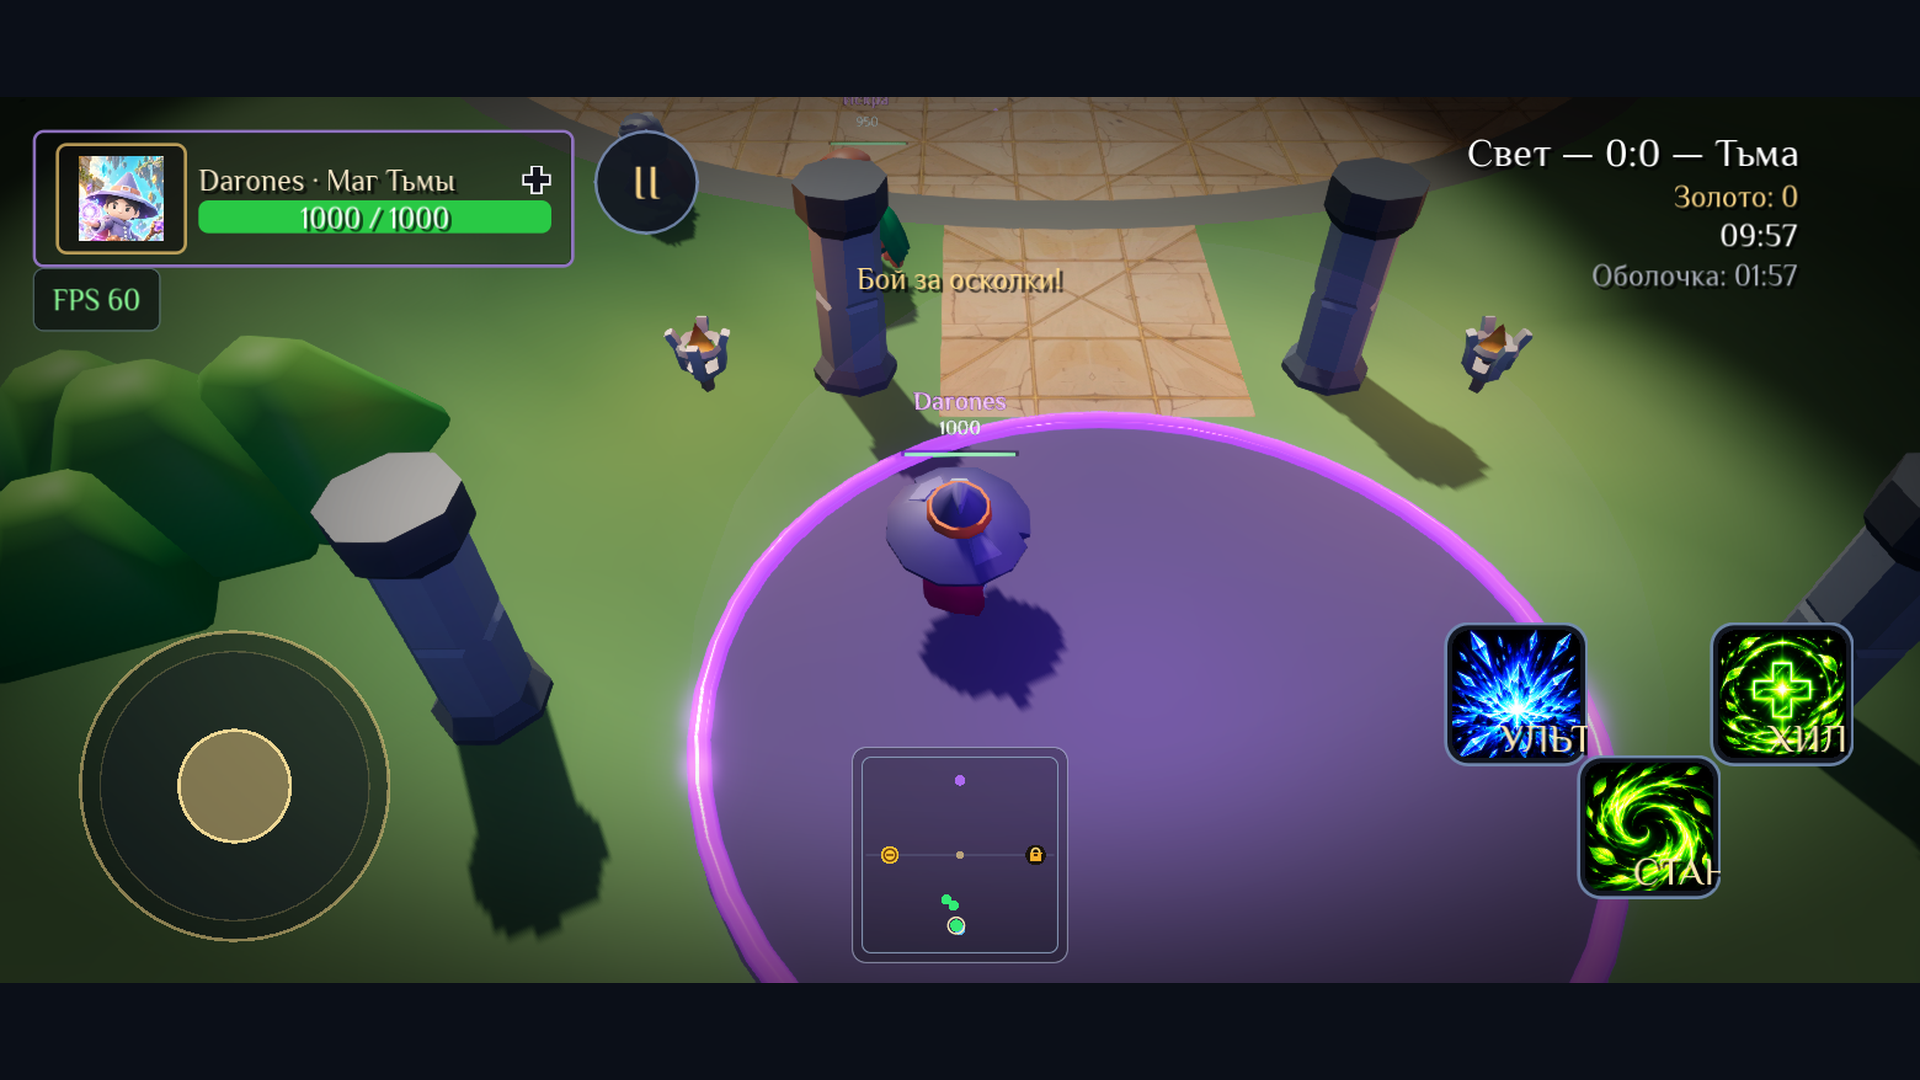 950
Darones · Маг Тьмы
1000 / 1000
FPS 60
Свет — 0:0 — Тьма
Золото: 0
09:57
Оболочка: 01:57
Бой за осколки!
Darones
1000
УЛЬТ
ХИЛ
СТАН